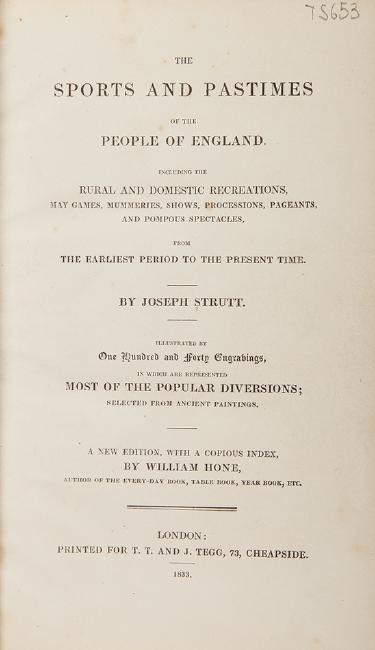 TS653
THE
SPORTS AND PASTIMES
OF THE
PEOPLE OF ENGLAND.
INCLUDING THE
RURAL AND DOMESTIC RECREATIONS,
MAY GAMES, MUMMERIES, SHOWS, PROCESSIONS, PAGEANTS,
AND POMPOUS SPECTACLES,
FROM
THE EARLIEST PERIOD TO THE PRESENT TIME.
BY JOSEPH STRUTT.
ILLUSTRATED BY
One Hundred and Forty Engravings,
IN WHICH ARE REPRESENTED
MOST OF THE POPULAR DIVERSIONS;
SELECTED FROM ANCIENT PAINTINGS.
A NEW EDITION, WITH A COPIOUS INDEX,
BY WILLIAM HONE,
AUTHOR OF THE EVERY-DAY BOOK, TABLE BOOK, YEAR BOOK, ETC.
LONDON:
PRINTED FOR T. T. AND J. TEGG, 73, CHEAPSIDE.
1833.